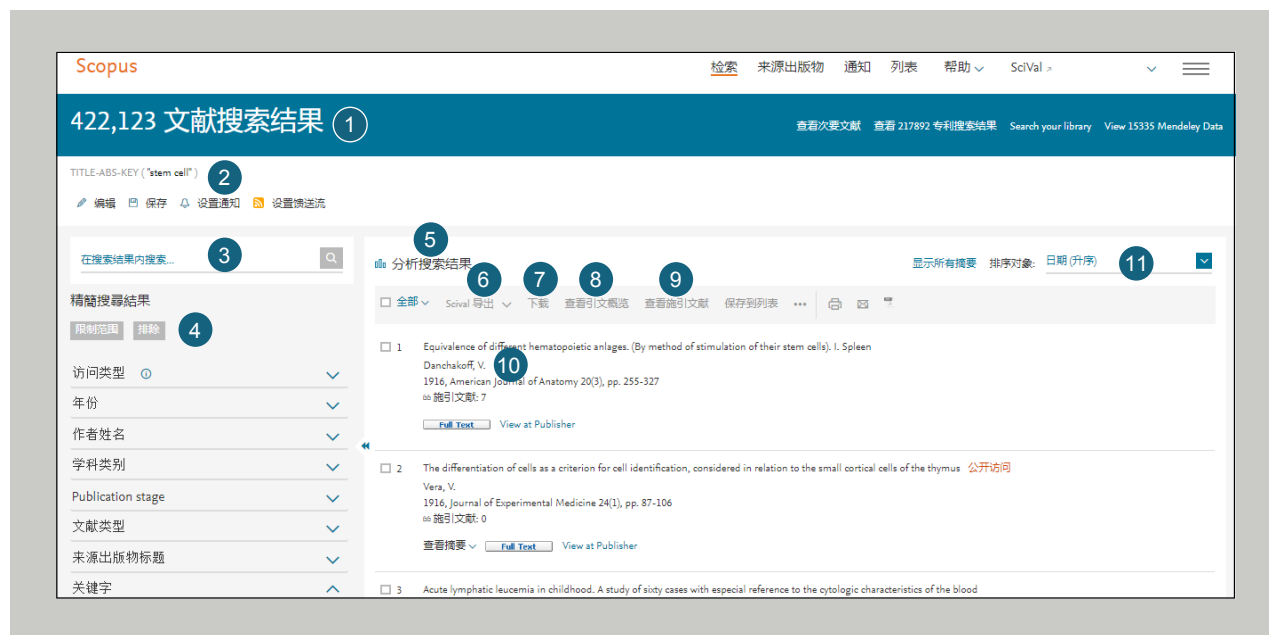 Scopus 检索 来源出版物 通知 列表 帮助 SciVal
422,123 文献搜索结果 1 查看次要文献 查看 217892 专利搜索结果 Search your library View 15335 Mendeley Data
TITLE-ABS-KEY ( "stem cell" ) 2
编辑 保存 设置通知 设置馈送流
在搜索结果内搜索... 3
精簡搜尋結果
限制范围 排除 4
访问类型
年份
作者姓名
学科类别
Publication stage
文献类型
来源出版物标题
关键字
5
分析搜索结果 显示所有摘要 排序对象: 日期 (升序) 11
6 7 8 9
全部 Scival 导出 下载 查看引文概览 查看施引文献 保存到列表 •••
1 Equivalence of different hematopoietic anlages. (By method of stimulation of their stem cells). I. Spleen
Danchakoff, V. 10
1916, American Journal of Anatomy 20(3), pp. 255-327
施引文献: 7
Full Text View at Publisher
2 The differentiation of cells as a criterion for cell identification, considered in relation to the small cortical cells of the thymus 公开访问
Vera, V.
1916, Journal of Experimental Medicine 24(1), pp. 87-106
施引文献: 0
查看摘要 Full Text View at Publisher
3 Acute lymphatic leucemia in childhood. A study of sixty cases with especial reference to the cytologic characteristics of the blood